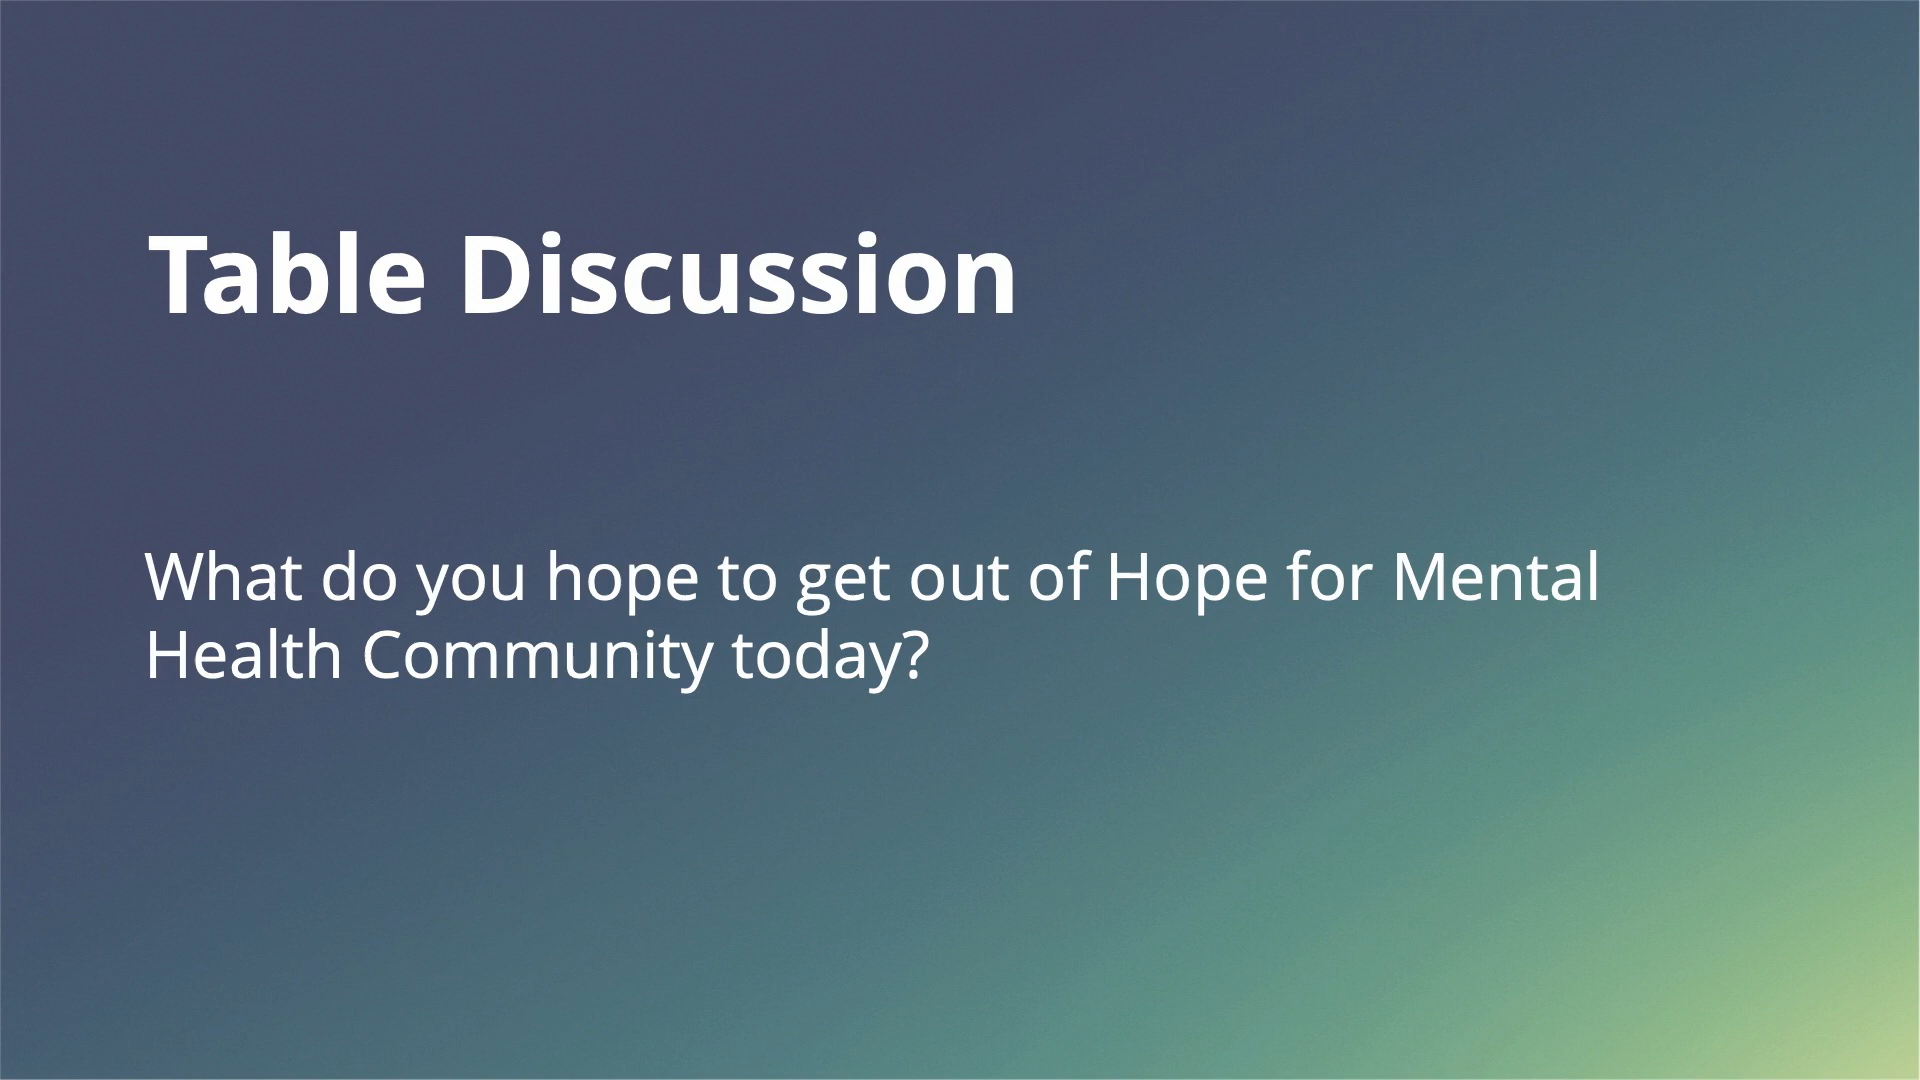 Table Discussion
What do you hope to get out of Hope for Mental
Health Community today?